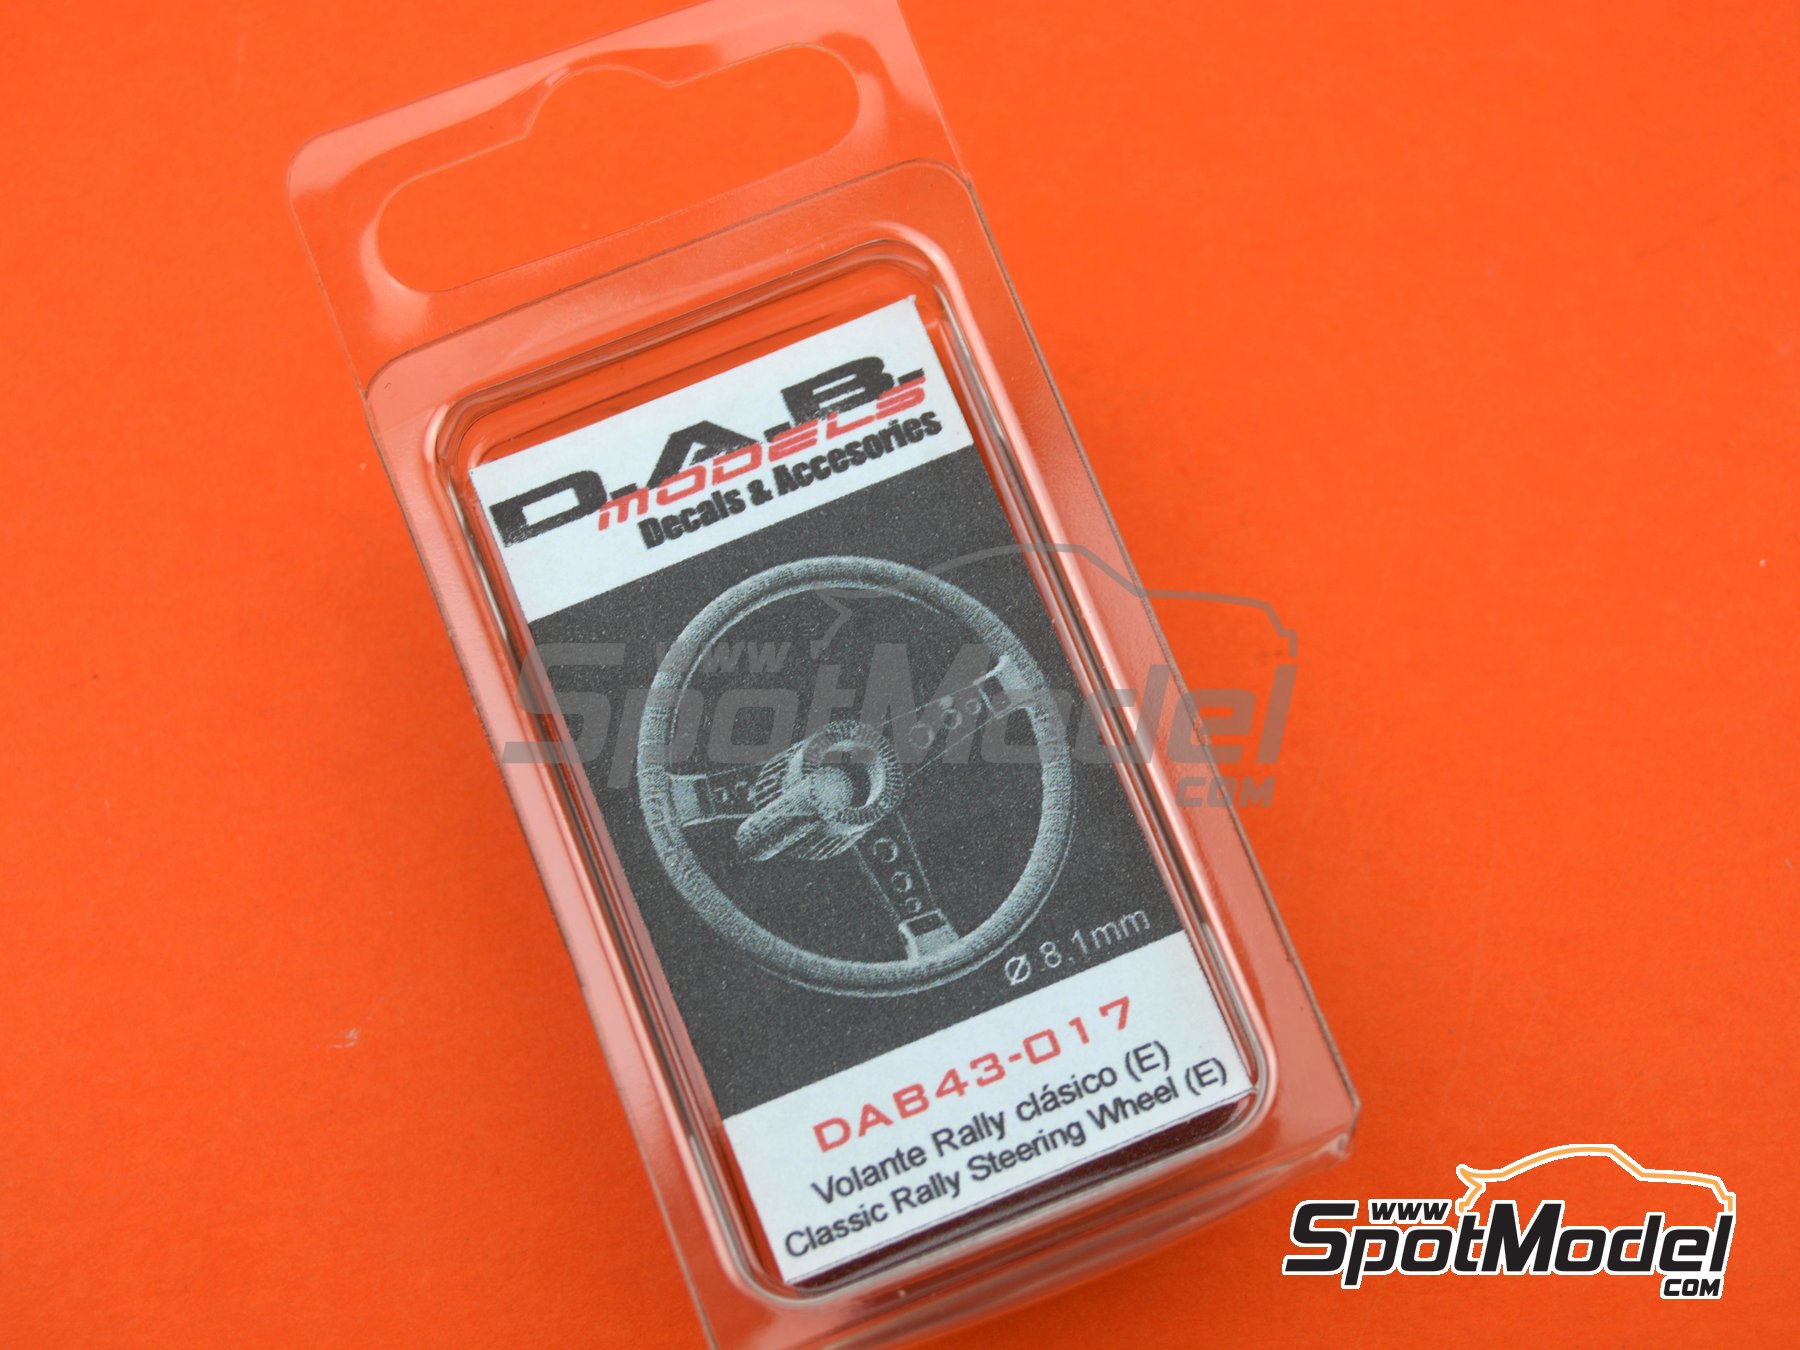 D.A.B.
MODELS
Decals & Accesories
www
SpotModel
.COM
Ø 8,1mm
DAB43-017
Volante Rally clásico (E)
Classic Rally Steering Wheel (E)
www
SpotModel
.COM